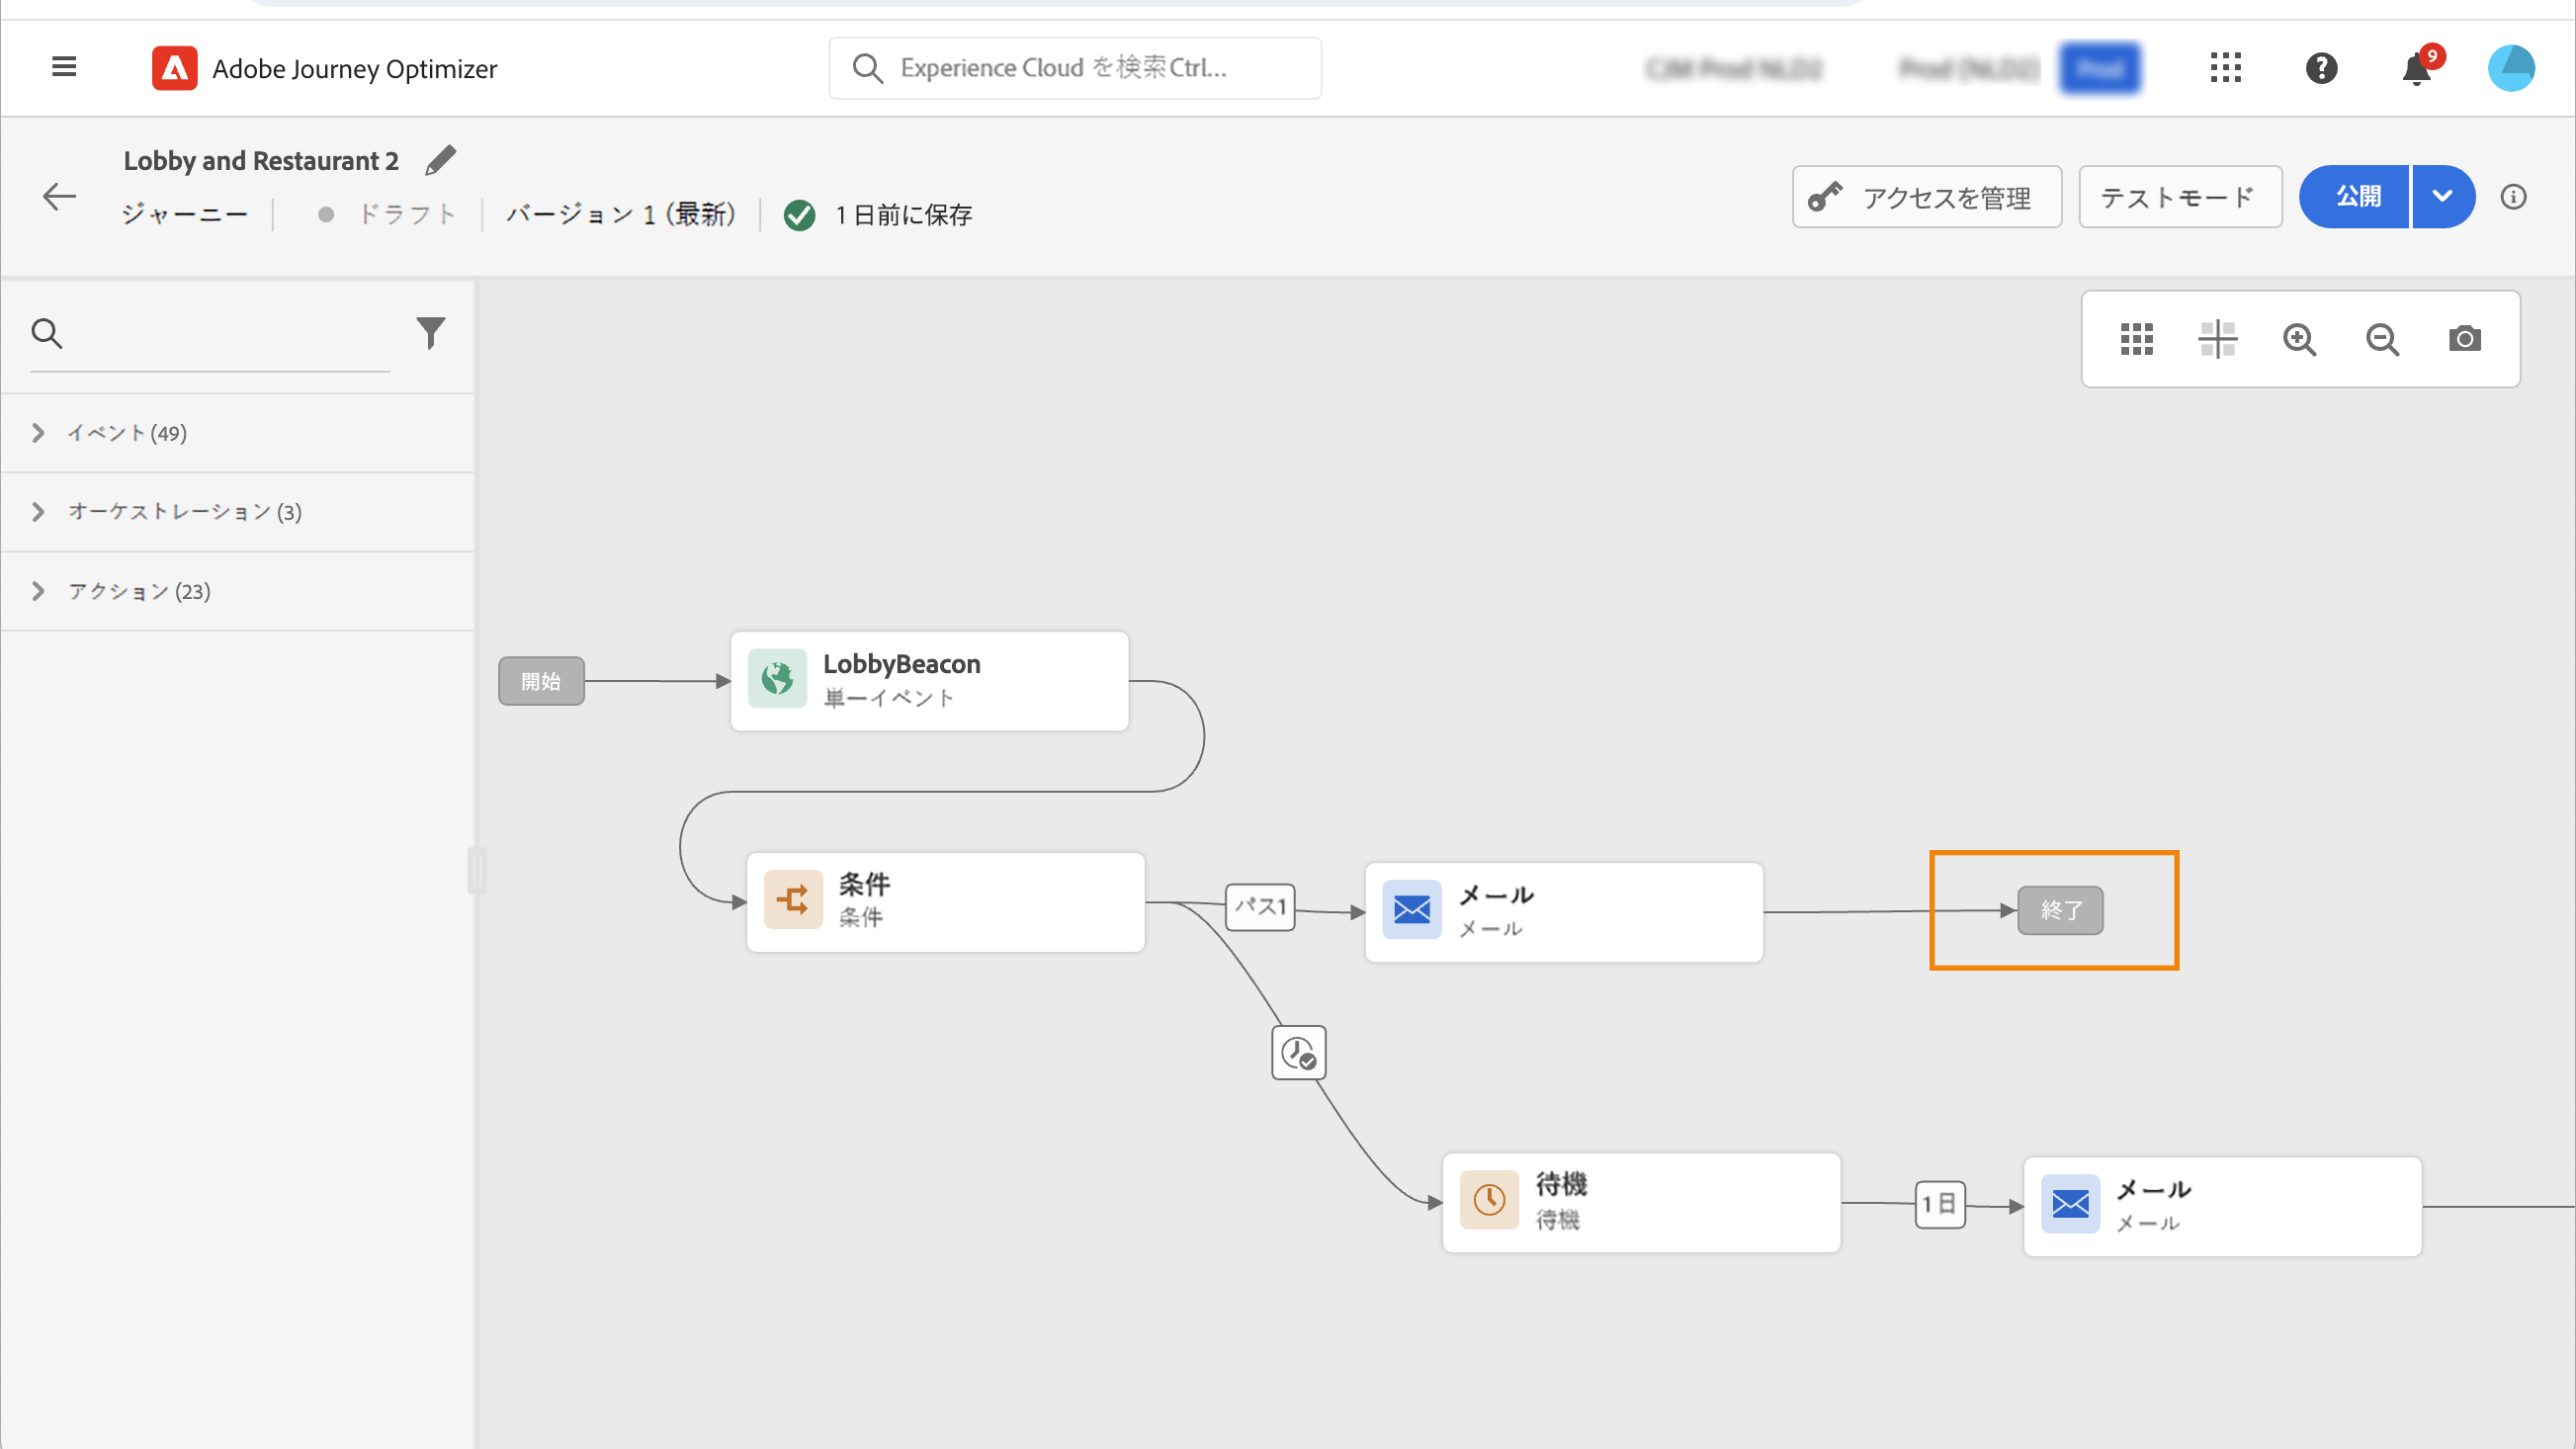 Adobe Journey Optimizer
Experience Cloud を検索Ctrl...
9
Lobby and Restaurant 2
ジャーニー
ドラフト
バージョン 1 (最新)
1 日前に保存
アクセスを管理
テストモード
公開
イベント (49)
オーケストレーション (3)
アクション (23)
開始
LobbyBeacon
単一イベント
条件
条件
パス1
メール
メール
終了
待機
待機
1 日
メール
メール